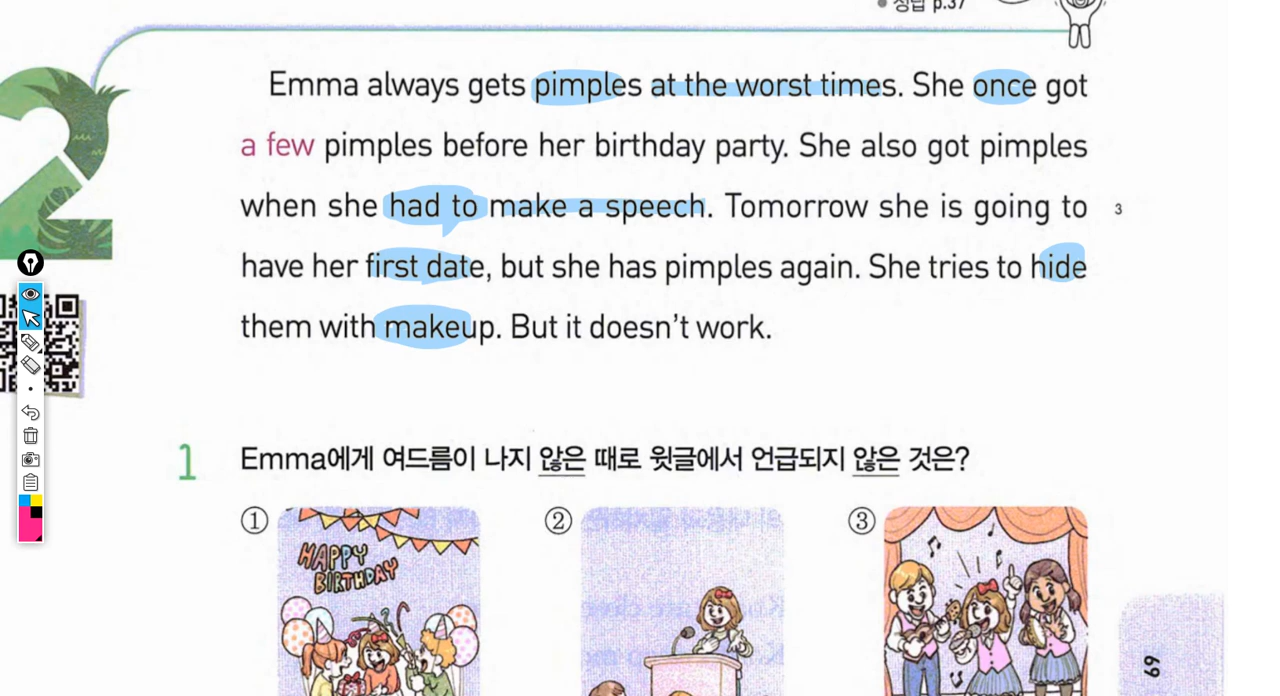 정답 p.37
2
Emma always gets pimples at the worst times. She once got
a few pimples before her birthday party. She also got pimples
when she had to make a speech. Tomorrow she is going to
3
have her first date, but she has pimples again. She tries to hide
them with makeup. But it doesn't work.
1 Emma에게 여드름이 나지 않은 때로 윗글에서 언급되지 않은 것은?
① ② ③
HAPPY
BIRTHDAY
69